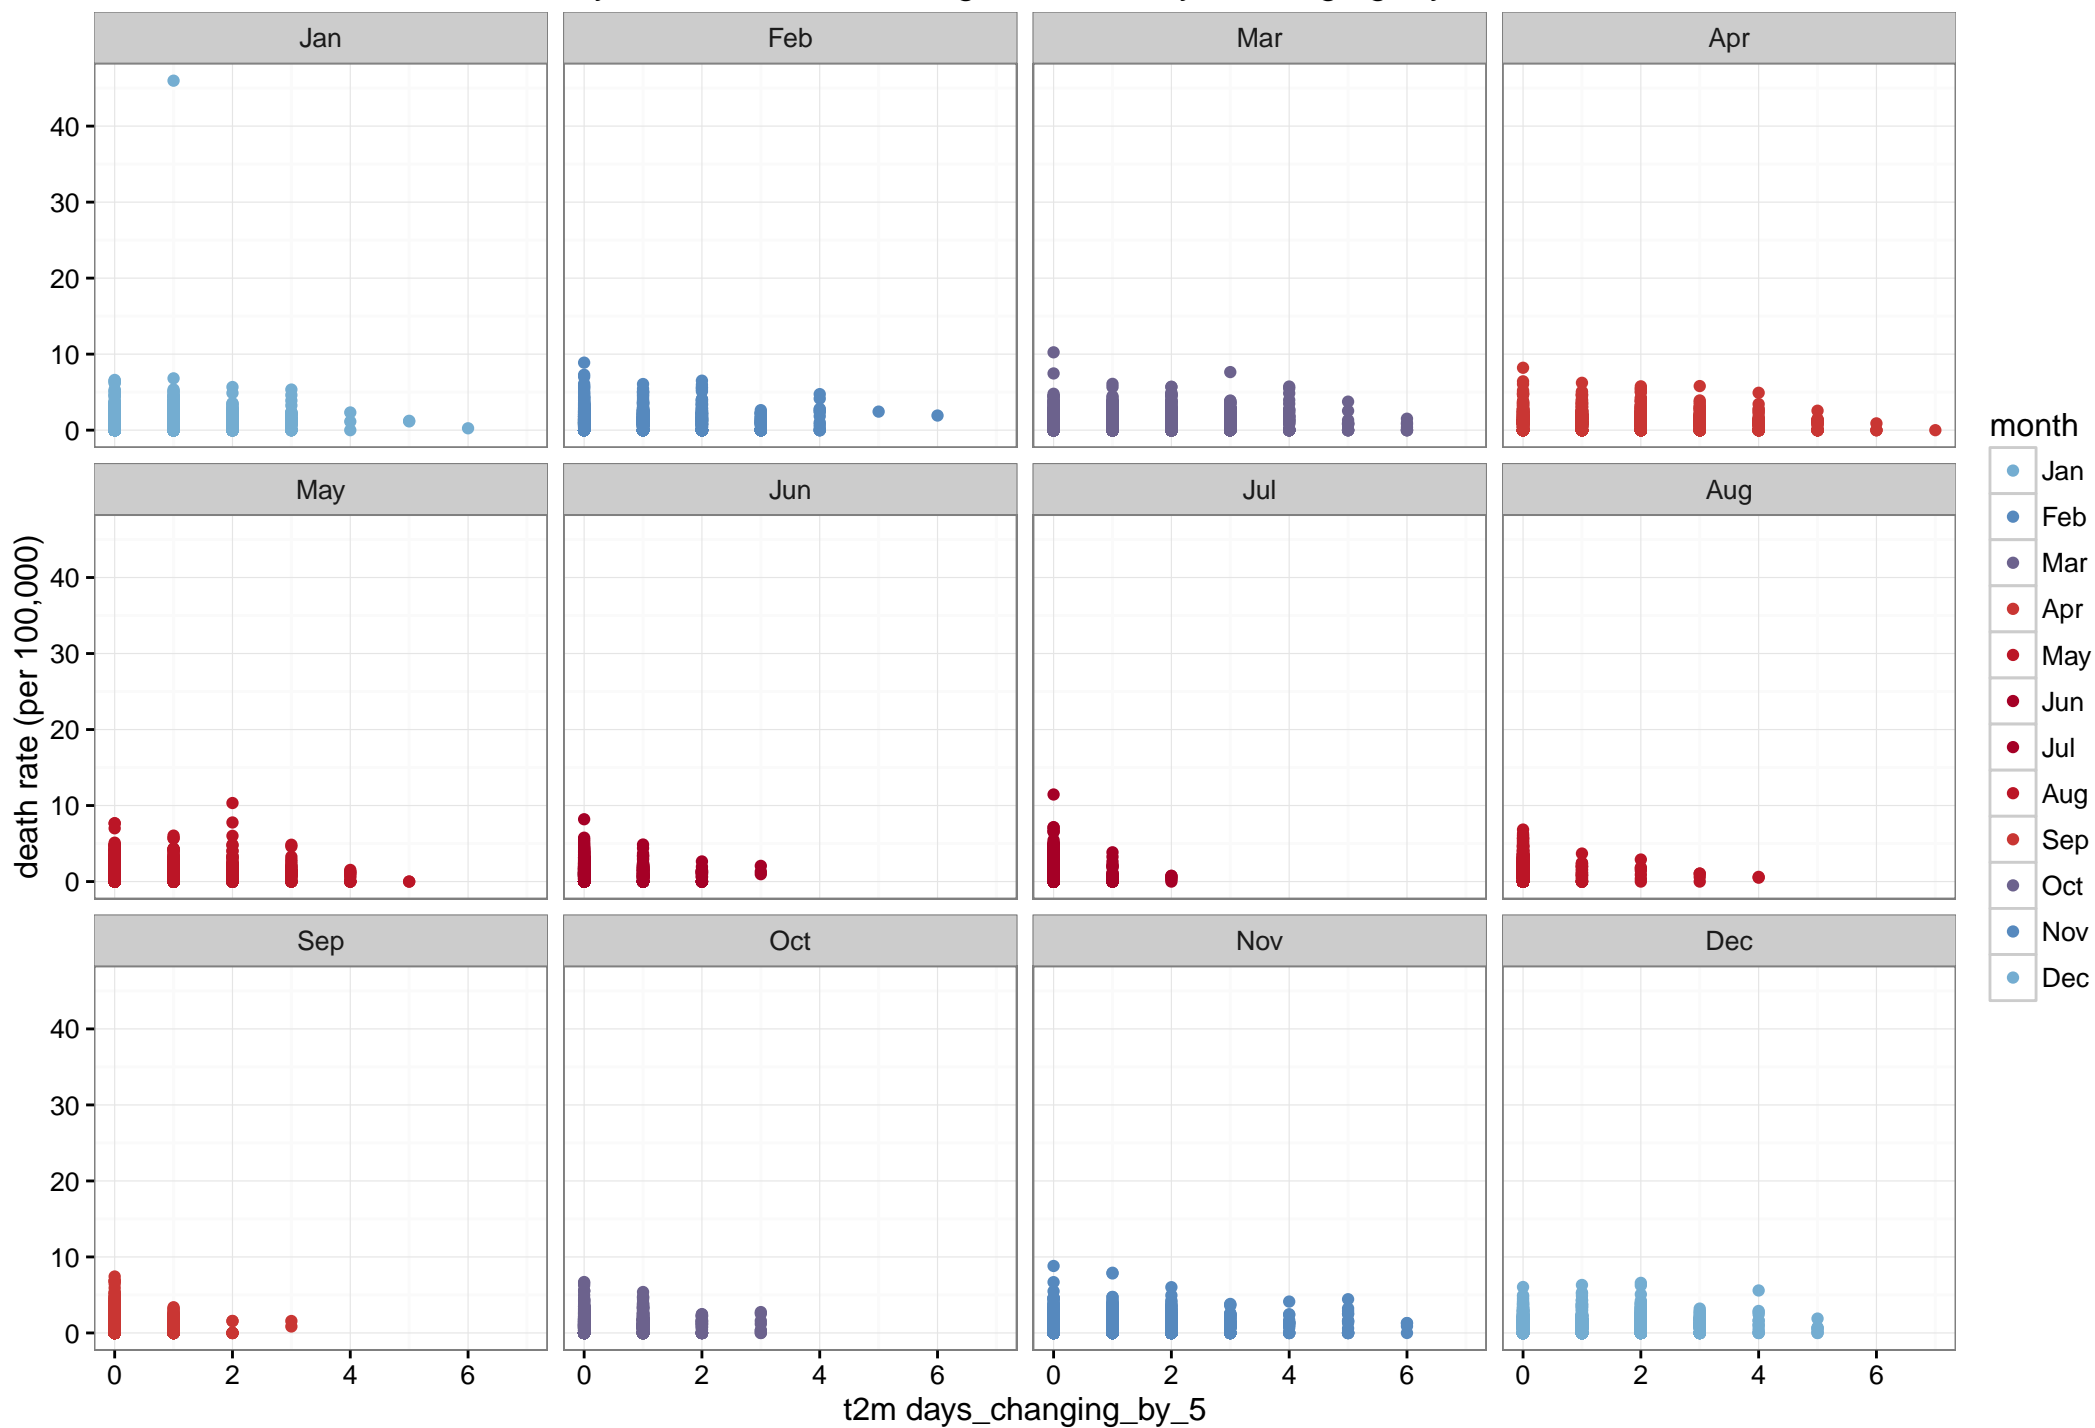 Jan Feb Mar Apr
40
30
20
10
0
May Jun Jul Aug
40
30
20
10
0
Sep Oct Nov Dec
40
30
20
10
0
0 2 4 6 0 2 4 6 0 2 4 6 0 2 4 6
t2m days_changing_by_5
death rate (per 100,000)
month
Jan
Feb
Mar
Apr
May
Jun
Jul
Aug
Sep
Oct
Nov
Dec